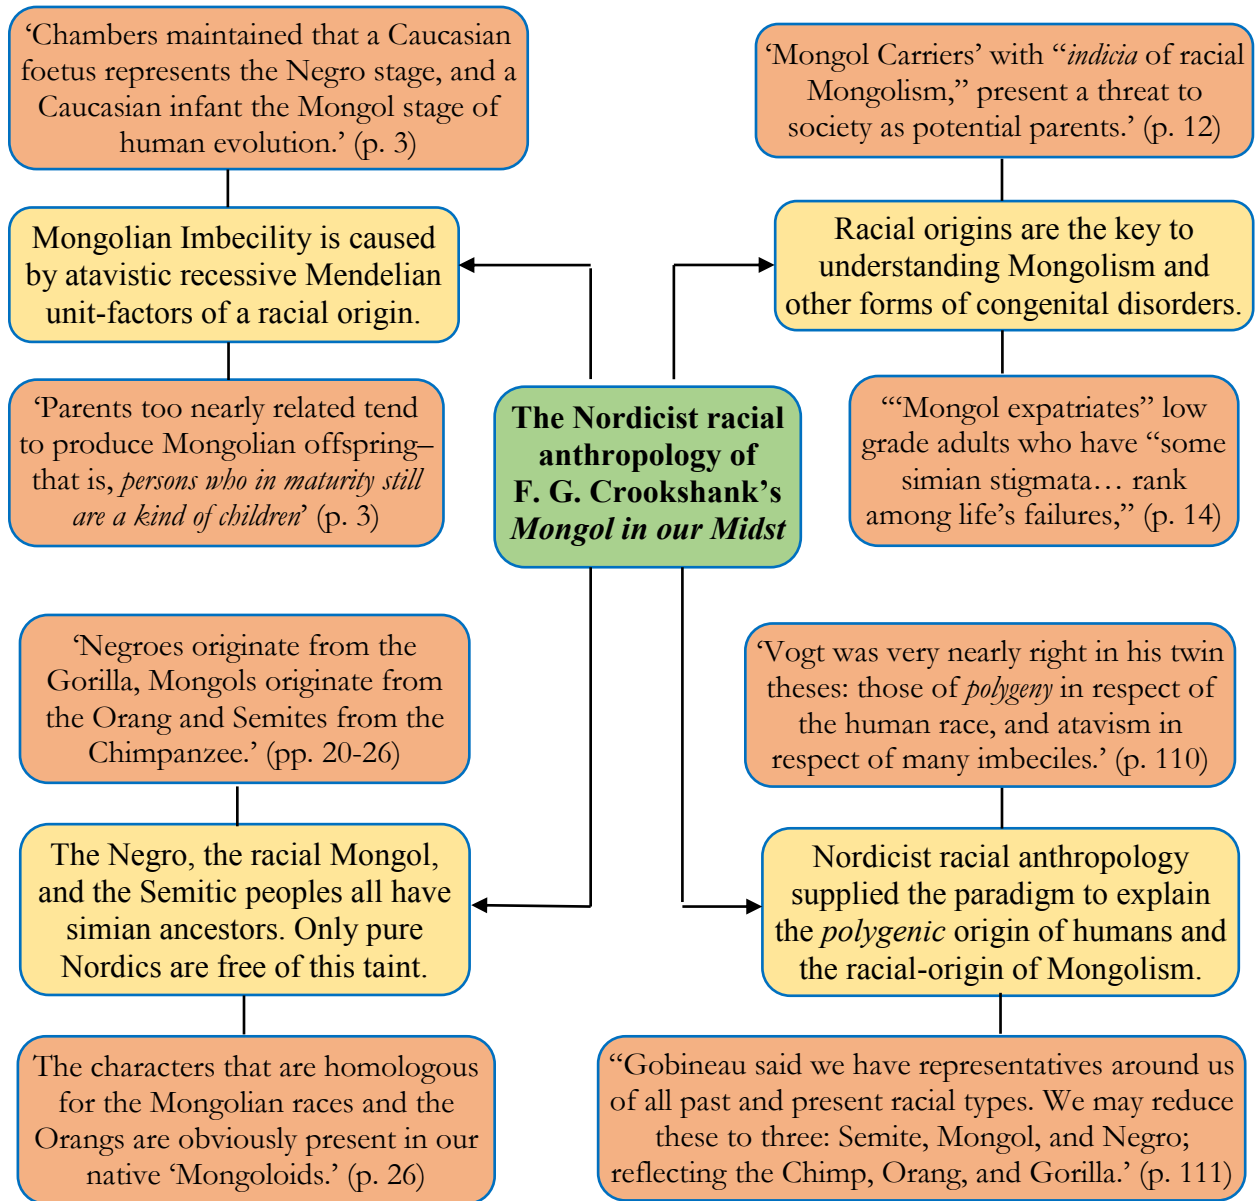 ‘Chambers maintained that a Caucasian
foetus represents the Negro stage, and a
Caucasian infant the Mongol stage of
human evolution.’ (p. 3)
‘Mongol Carriers’ with “indicia of racial
Mongolism,” present a threat to
society as potential parents.’ (p. 12)
Mongolian Imbecility is caused
by atavistic recessive Mendelian
unit-factors of a racial origin.
Racial origins are the key to
understanding Mongolism and
other forms of congenital disorders.
‘Parents too nearly related tend
to produce Mongolian offspring–
that is, persons who in maturity still
are a kind of children’ (p. 3)
The Nordicist racial
anthropology of
F. G. Crookshank’s
Mongol in our Midst
“‘Mongol expatriates” low
grade adults who have “some
simian stigmata… rank
among life’s failures,” (p. 14)
‘Negroes originate from the
Gorilla, Mongols originate from
the Orang and Semites from the
Chimpanzee.’ (pp. 20-26)
‘Vogt was very nearly right in his twin
theses: those of polygeny in respect of
the human race, and atavism in
respect of many imbeciles.’ (p. 110)
The Negro, the racial Mongol,
and the Semitic peoples all have
simian ancestors. Only pure
Nordics are free of this taint.
Nordicist racial anthropology
supplied the paradigm to explain
the polygenic origin of humans and
the racial-origin of Mongolism.
The characters that are homologous
for the Mongolian races and the
Orangs are obviously present in our
native ‘Mongoloids.’ (p. 26)
“Gobineau said we have representatives around us
of all past and present racial types. We may reduce
these to three: Semite, Mongol, and Negro;
reflecting the Chimp, Orang, and Gorilla.’ (p. 111)